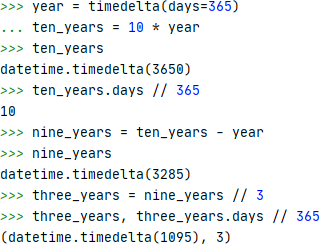 >>> year = timedelta(days=365)
... ten_years = 10 * year
>>> ten_years
datetime.timedelta(3650)
>>> ten_years.days // 365
10
>>> nine_years = ten_years - year
>>> nine_years
datetime.timedelta(3285)
>>> three_years = nine_years // 3
>>> three_years, three_years.days // 365
(datetime.timedelta(1095), 3)